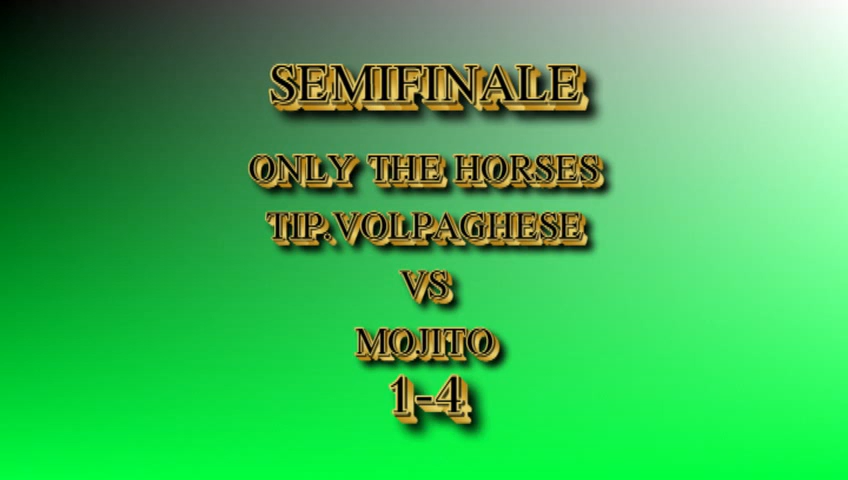 SEMIFINALE
ONLY THE HORSES
TIP.VOLPAGHESE
VS
MOJITO
1-4